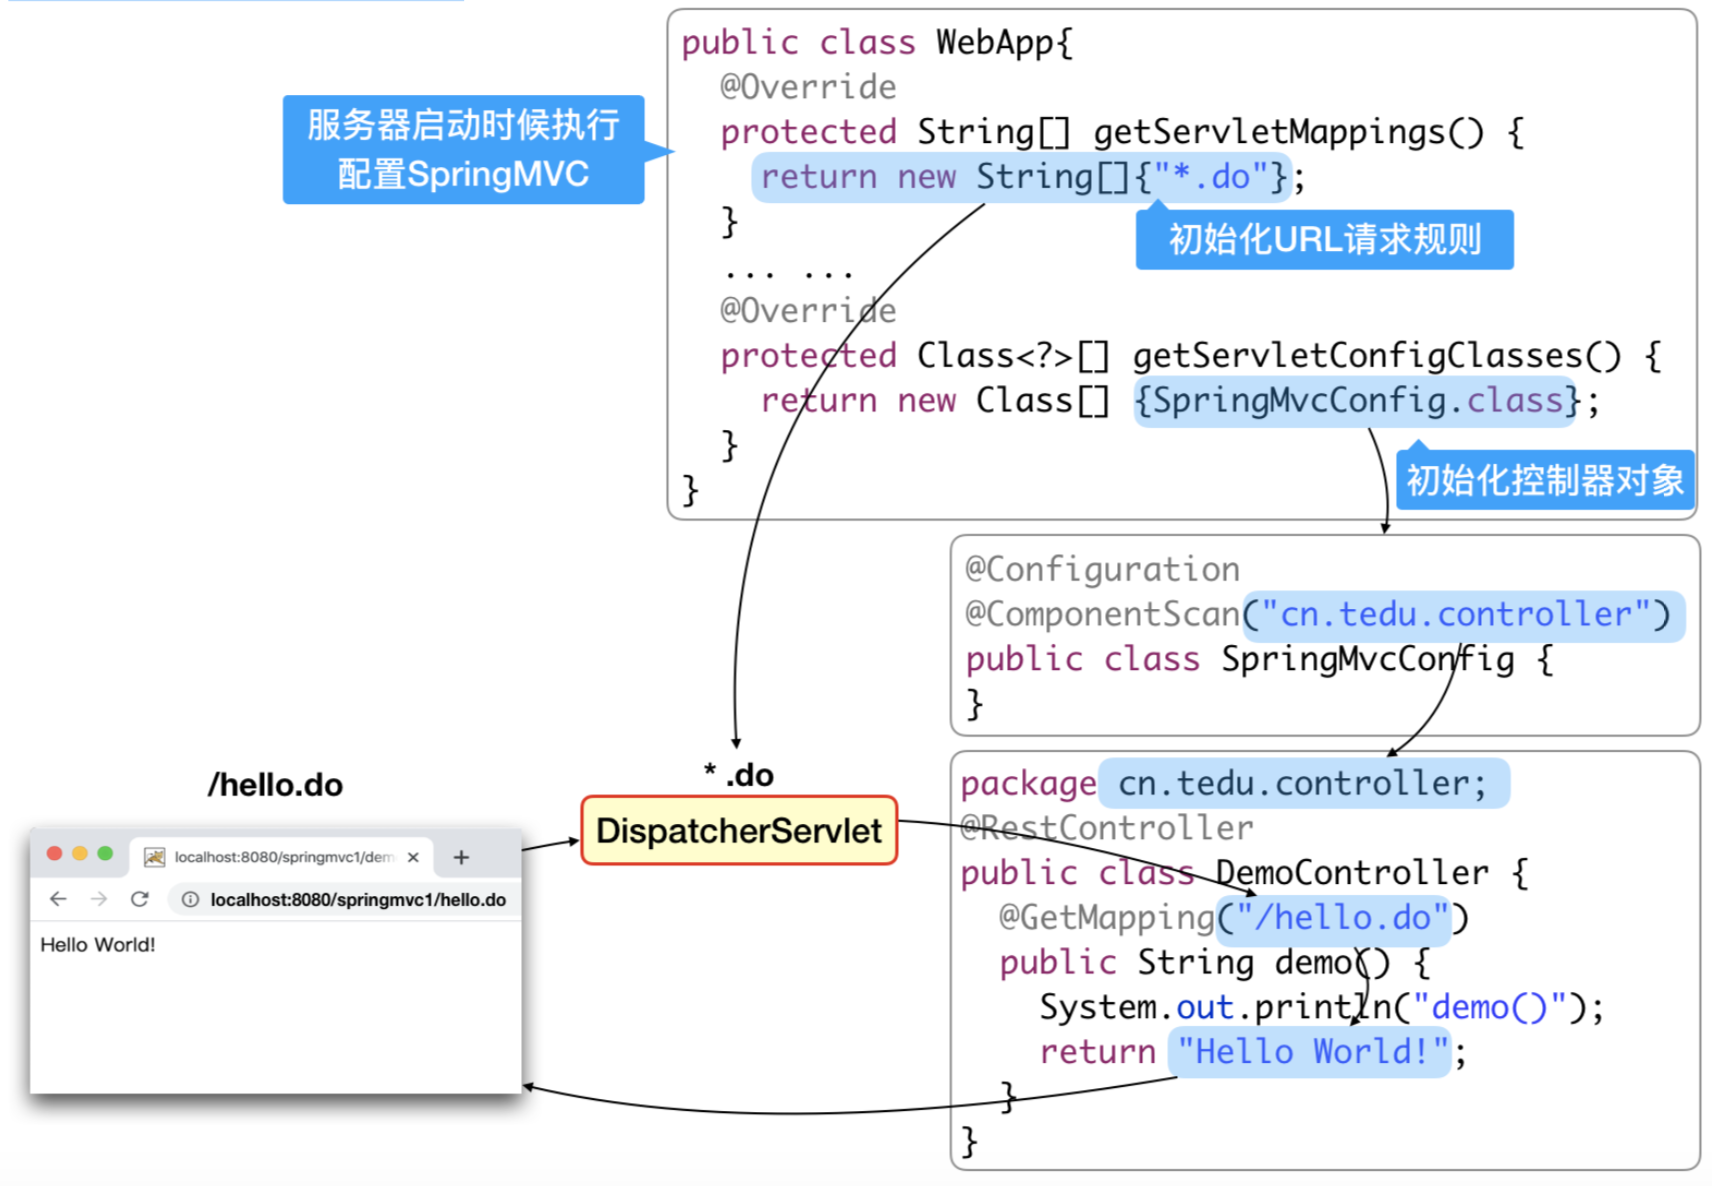 public class WebApp{
@Override
protected String[] getServletMappings() {
return new String[]{"*.do"};
}
... ...
@Override
protected Class<?>[] getServletConfigClasses() {
return new Class[] {SpringMvcConfig.class};
}
}
服务器启动时候执行
配置SpringMVC
初始化URL请求规则
初始化控制器对象
@Configuration
@ComponentScan("cn.tedu.controller")
public class SpringMvcConfig {
}
package cn.tedu.controller;
@RestController
public class DemoController {
@GetMapping("/hello.do")
public String demo() {
System.out.println("demo()");
return "Hello World!";
}
}
* .do
DispatcherServlet
/hello.do
localhost:8080/springmvc1/dem
localhost:8080/springmvc1/hello.do
Hello World!